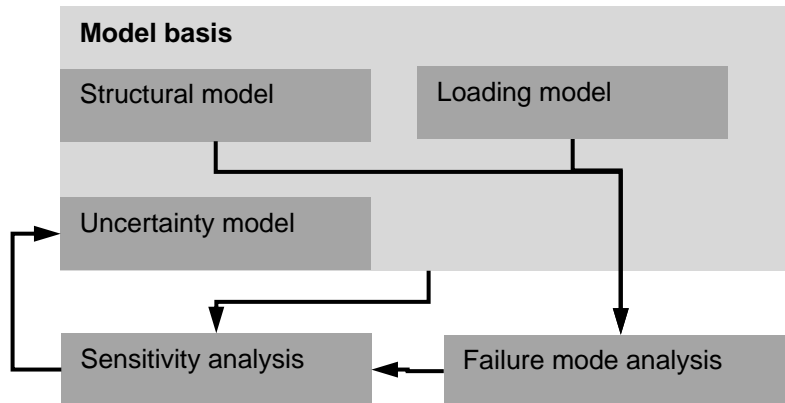 Model basis
Structural model
Loading model
Uncertainty model
Sensitivity analysis
Failure mode analysis